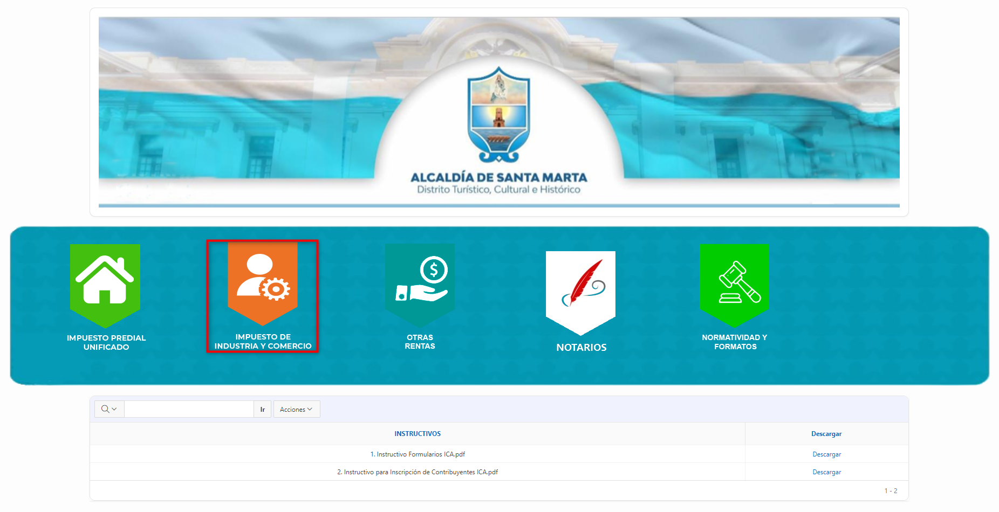 ALCALDÍA DE SANTA MARTA
Distrito Turístico, Cultural e Histórico
IMPUESTO PREDIAL
UNIFICADO
IMPUESTO DE
INDUSTRIA Y COMERCIO
OTRAS
RENTAS
NOTARIOS
NORMATIVIDAD Y
FORMATOS
Ir
Acciones
INSTRUCTIVOS
Descargar
1. Instructivo Formularios ICA.pdf
Descargar
2. Instructivo para Inscripción de Contribuyentes ICA.pdf
Descargar
1 - 2